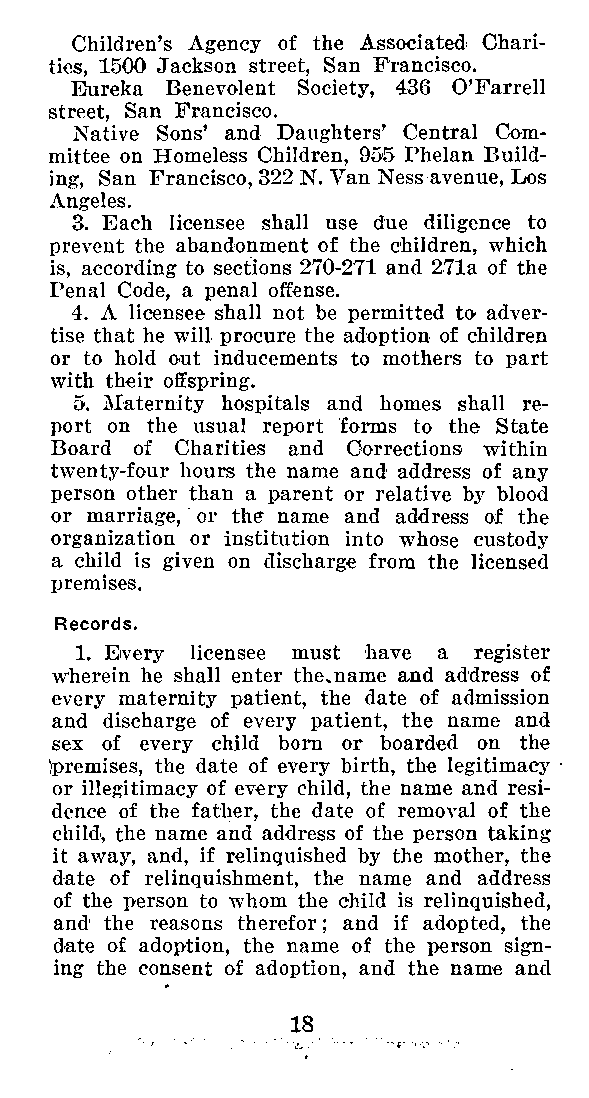 Children's Agency of the Associated Chari-
ties, 1500 Jackson street, San Francisco.
Eureka Benevolent Society, 436 O'Farrell
street, San Francisco.
Native Sons' and Daughters' Central Com-
mittee on Homeless Children, 955 Phelan Build-
ing, San Francisco, 322 N. Van Ness avenue, Los
Angeles.
3. Each licensee shall use due diligence to
prevent the abandonment of the children, which
is, according to sections 270-271 and 271a of the
Penal Code, a penal offense.
4. A licensee shall not be permitted to adver-
tise that he will procure the adoption of children
or to hold out inducements to mothers to part
with their offspring.
5. Maternity hospitals and homes shall re-
port on the usual report forms to the State
Board of Charities and Corrections within
twenty-four hours the name and address of any
person other than a parent or relative by blood
or marriage, or the name and address of the
organization or institution into whose custody
a child is given on discharge from the licensed
premises.
Records.
1. Every licensee must have a register
wherein he shall enter the name and address of
every maternity patient, the date of admission
and discharge of every patient, the name and
sex of every child born or boarded on the
premises, the date of every birth, the legitimacy
or illegitimacy of every child, the name and resi-
dence of the father, the date of removal of the
child, the name and address of the person taking
it away, and, if relinquished by the mother, the
date of relinquishment, the name and address
of the person to whom the child is relinquished,
and the reasons therefor; and if adopted, the
date of adoption, the name of the person sign-
ing the consent of adoption, and the name and
18